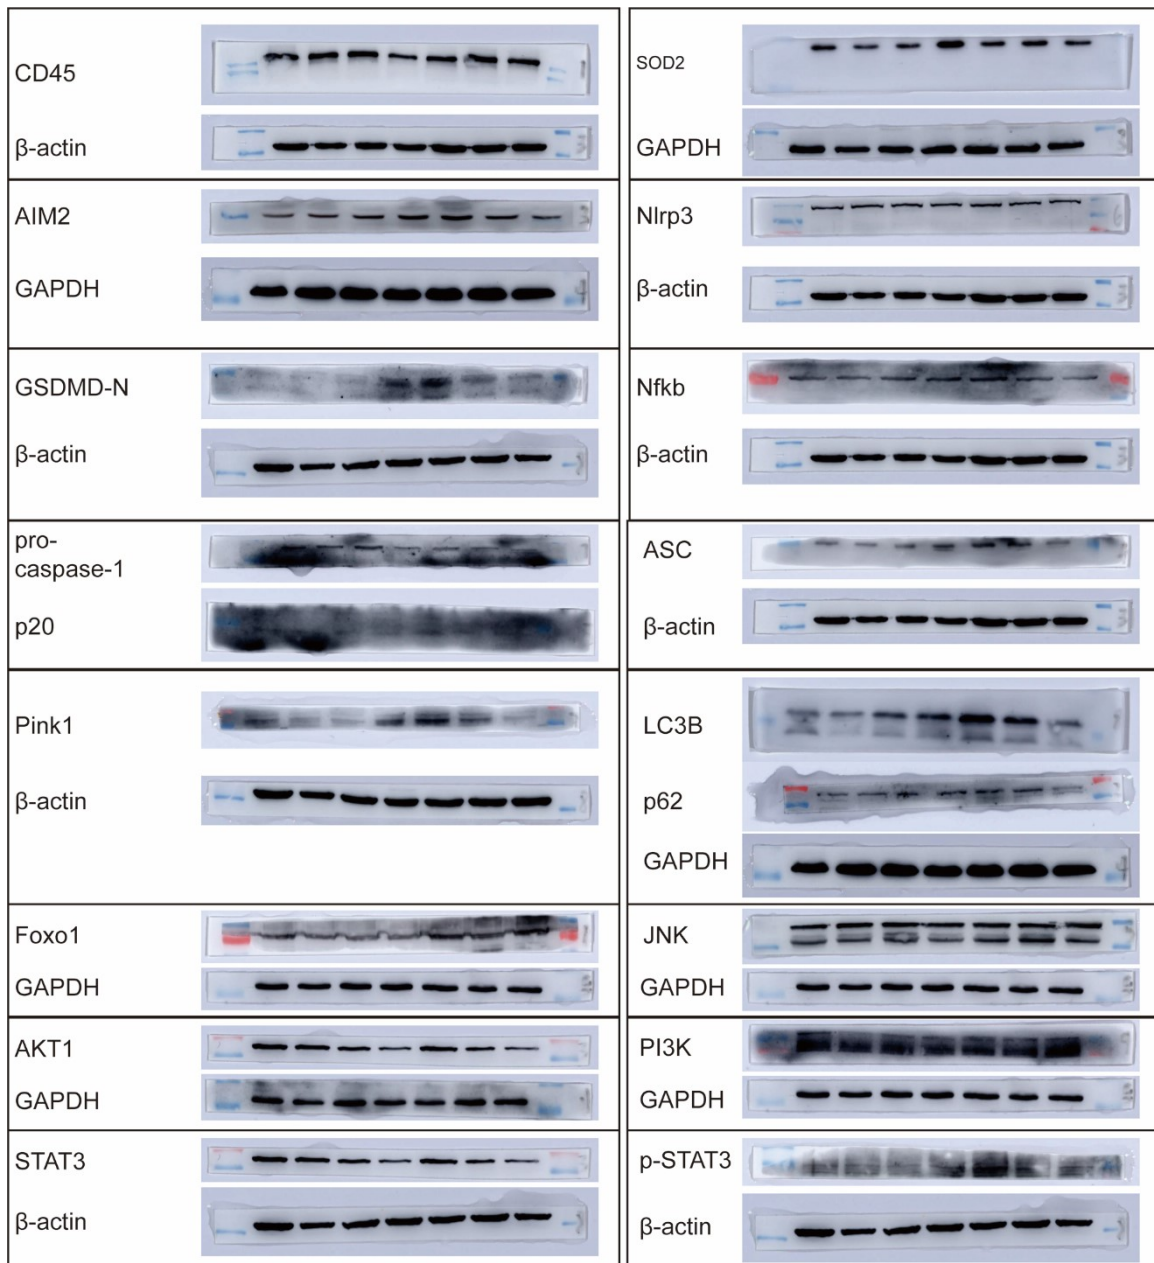 CD45
β-actin
SOD2
GAPDH
AIM2
GAPDH
Nlrp3
β-actin
GSDMD-N
β-actin
Nfkb
β-actin
pro-
caspase-1
p20
ASC
β-actin
Pink1
β-actin
LC3B
p62
GAPDH
Foxo1
GAPDH
JNK
GAPDH
AKT1
GAPDH
PI3K
GAPDH
STAT3
β-actin
p-STAT3
β-actin